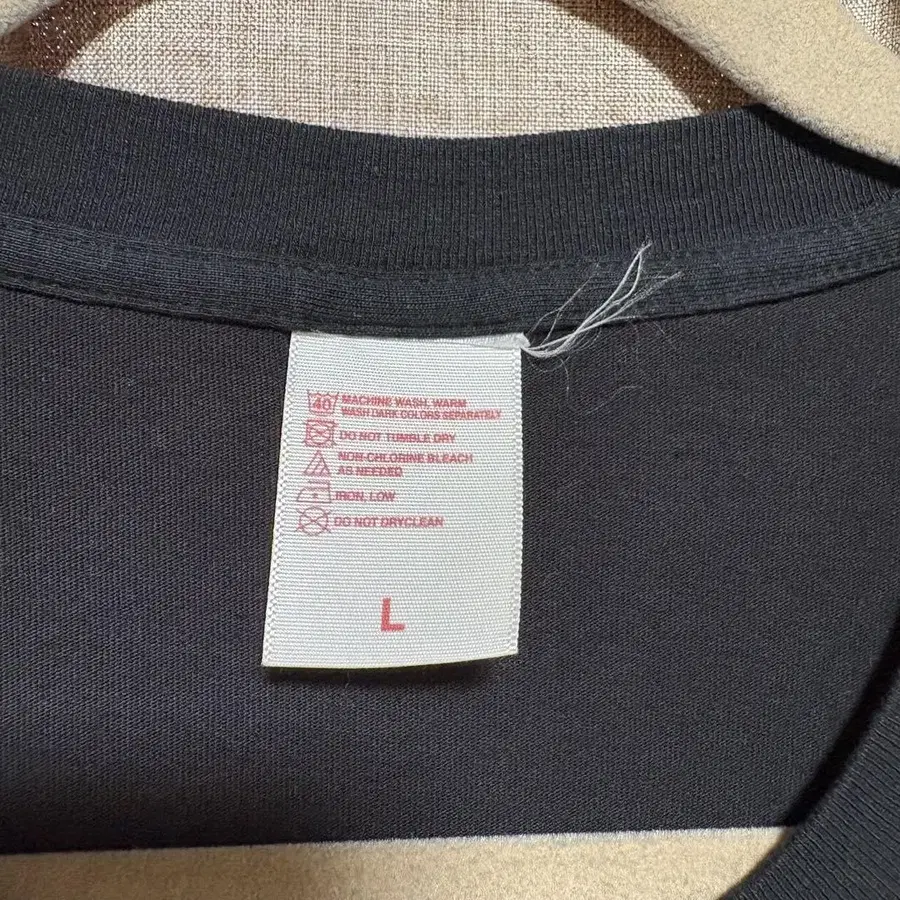 40 MACHINE WASH, WARM
WASH DARK COLORS SEPARATELY
DO NOT TUMBLE DRY
NON-CHLORINE BLEACH
AS NEEDED
IRON, LOW
DO NOT DRYCLEAN
L